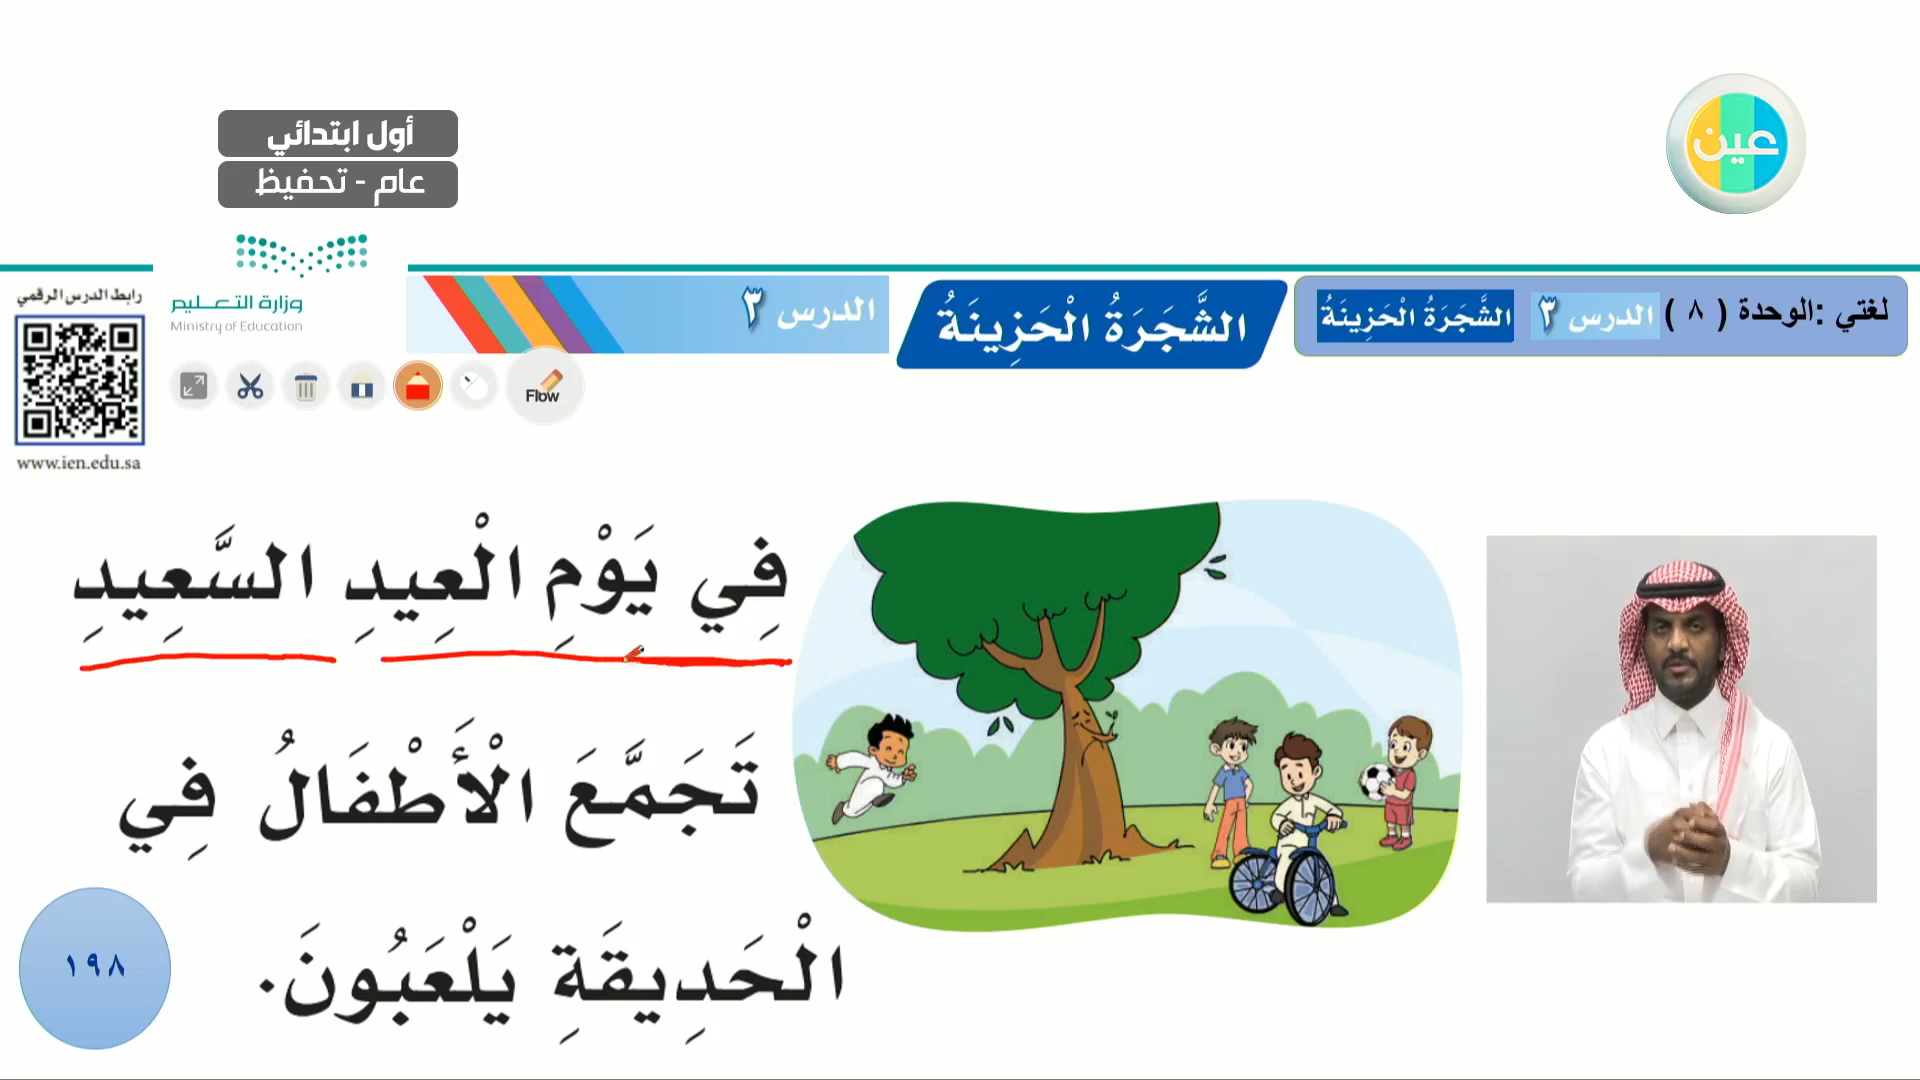 عين
أول ابتدائي
عام - تحفيظ
وزارة التعليم
Ministry of Education
رابط الدرس الرقمي
www.ien.edu.sa
لغتي :الوحدة ( ٨ ) الدرس ٣ الشَّجَرَةُ الْحَزِينَةُ
الشَّجَرَةُ الْحَزِينَةُ
الدرس ٣
Flow
فِي يَوْمِ الْعِيدِ السَّعِيدِ
تَجَمَّعَ الْأَطْفَالُ فِي
الْحَدِيقَةِ يَلْعَبُونَ.
١٩٨